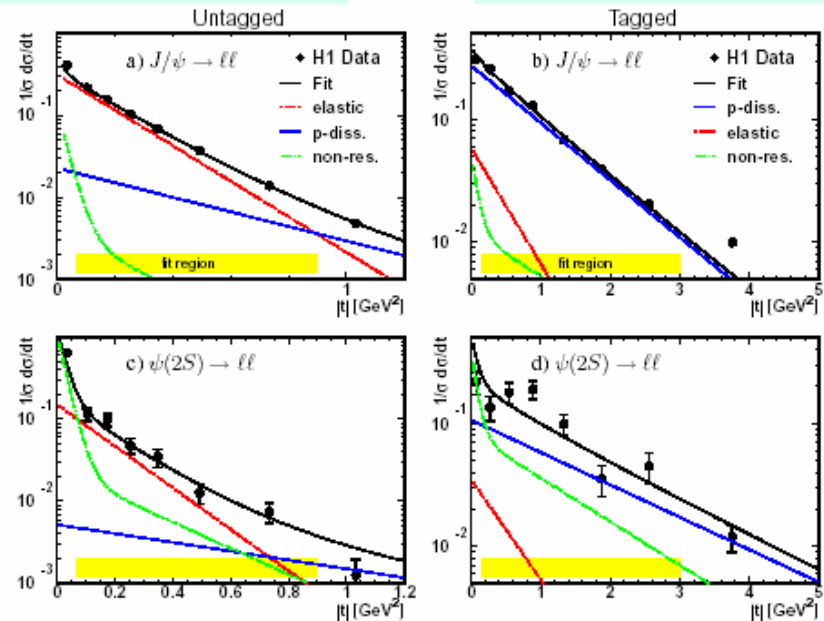 Untagged
Tagged
1/σ dσ/dt
a) J/ψ → ℓℓ
H1 Data
Fit
elastic
p-diss.
non-res.
10 -1
10 -2
10 -3
fit region
0 1
|t| [GeV²]
1/σ dσ/dt
b) J/ψ → ℓℓ
H1 Data
Fit
p-diss.
elastic
non-res.
10 -1
10 -2
fit region
0 1 2 3 4 5
|t| [GeV²]
1/σ dσ/dt
c) ψ(2S) → ℓℓ
10 -1
10 -2
10 -3
0 0.2 0.4 0.6 0.8 1 1.2
|t| [GeV²]
1/σ dσ/dt
d) ψ(2S) → ℓℓ
10 -1
10 -2
0 1 2 3 4 5
|t| [GeV²]